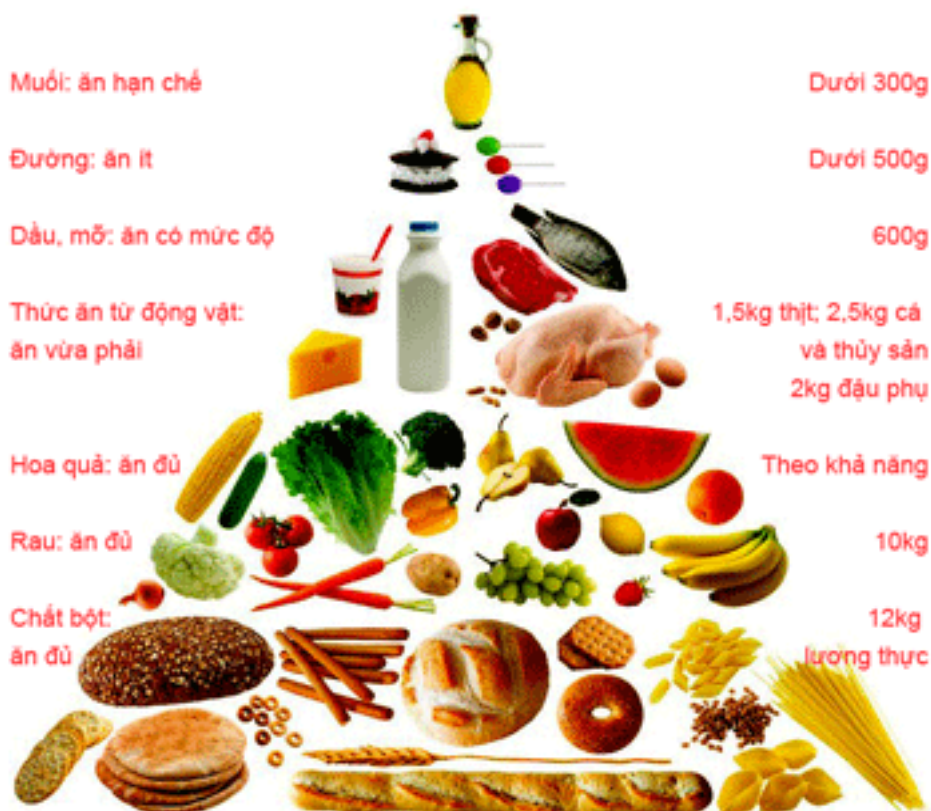 Muối: ăn hạn chế
Dưới 300g
Đường: ăn ít
Dưới 500g
Dầu, mỡ: ăn có mức độ
600g
Thức ăn từ động vật:
ăn vừa phải
1,5kg thịt; 2,5kg cá
và thủy sản
2kg đậu phụ
Hoa quả: ăn đủ
Theo khả năng
Rau: ăn đủ
10kg
Chất bột:
ăn đủ
12kg
lương thực